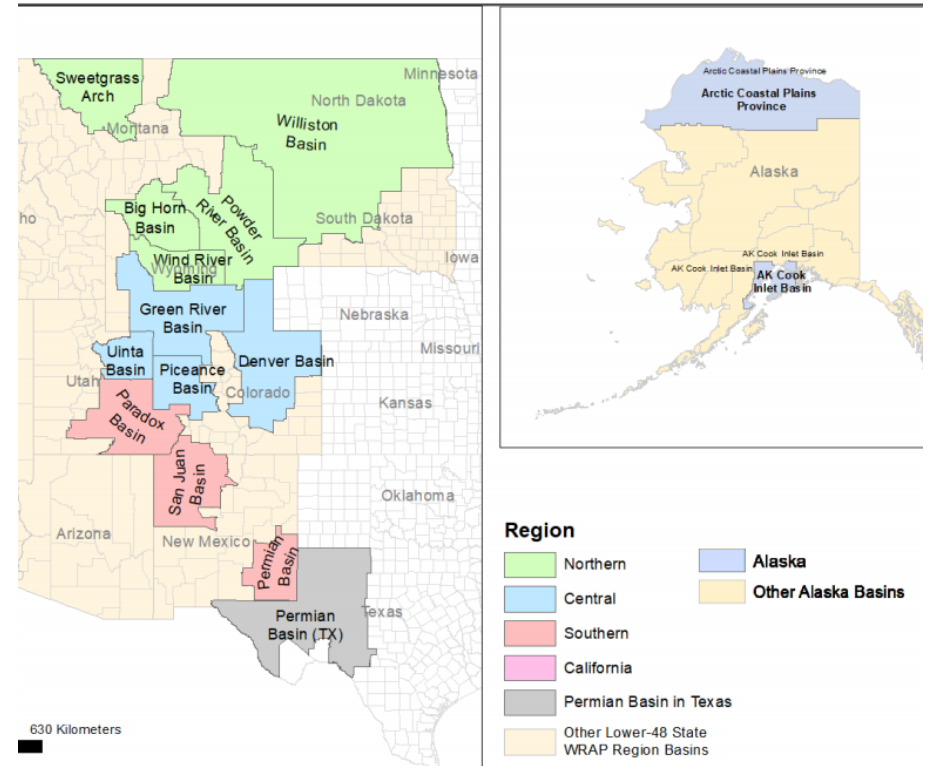 Sweetgrass
Arch
Minnesota
North Dakota
Montana
Williston
Basin
Big Horn
Basin
Powder
River Basin
South Dakota
ho
Wind River
Basin
Wyoming
Iowa
Green River
Basin
Nebraska
Uinta
Basin
Piceance
Basin
Denver Basin
Missouri
Utah
Colorado
Kansas
Paradox
Basin
San Juan
Basin
Oklahoma
Arizona
New Mexico
Permian
Basin
Permian
Basin (TX)
Texas
630 Kilometers
Arctic Coastal Plains Province
Arctic Coastal Plains
Province
Alaska
AK Cook Inlet Basin
AK Cook Inlet Basin
AK Cook
Inlet Basin
Region
Northern
Central
Southern
California
Permian Basin in Texas
Other Lower-48 State
WRAP Region Basins
Alaska
Other Alaska Basins